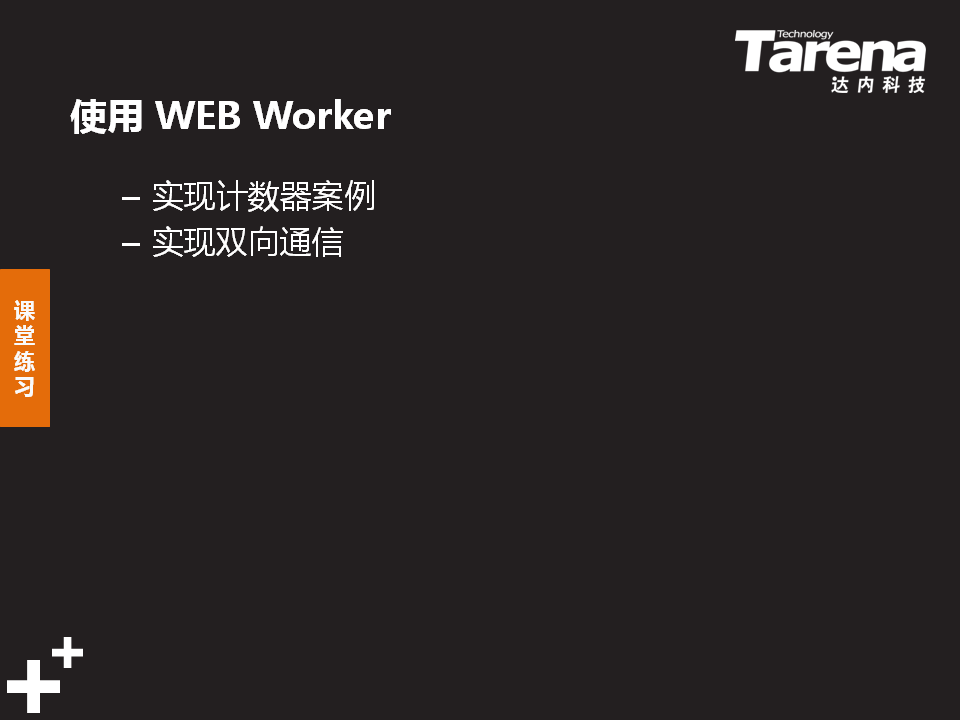 Technology
Tarena
达内科技
使用 WEB Worker
– 实现计数器案例
– 实现双向通信
课
堂
练
习